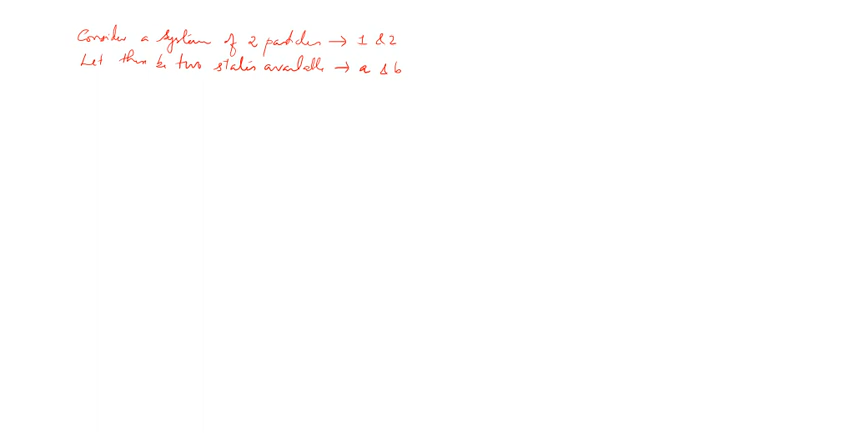 Consider a system of 2 particles → 1 & 2
Let there be two states available → a & b